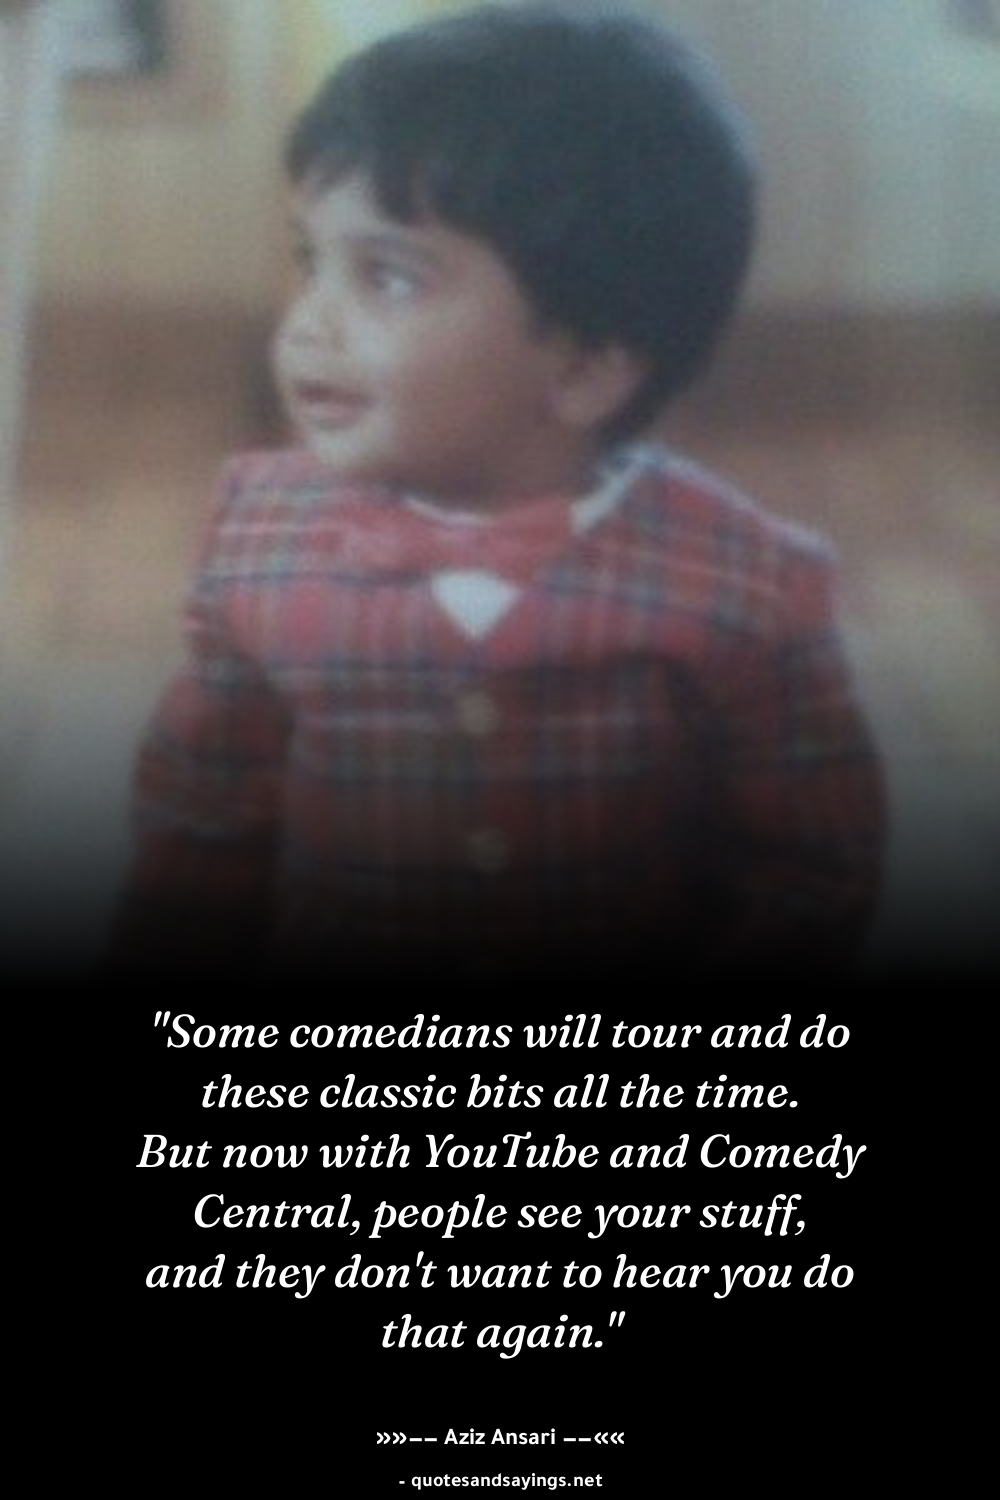 "Some comedians will tour and do
these classic bits all the time.
But now with YouTube and Comedy
Central, people see your stuff,
and they don't want to hear you do
that again."
»»−− Aziz Ansari −−««
- quotesandsayings.net